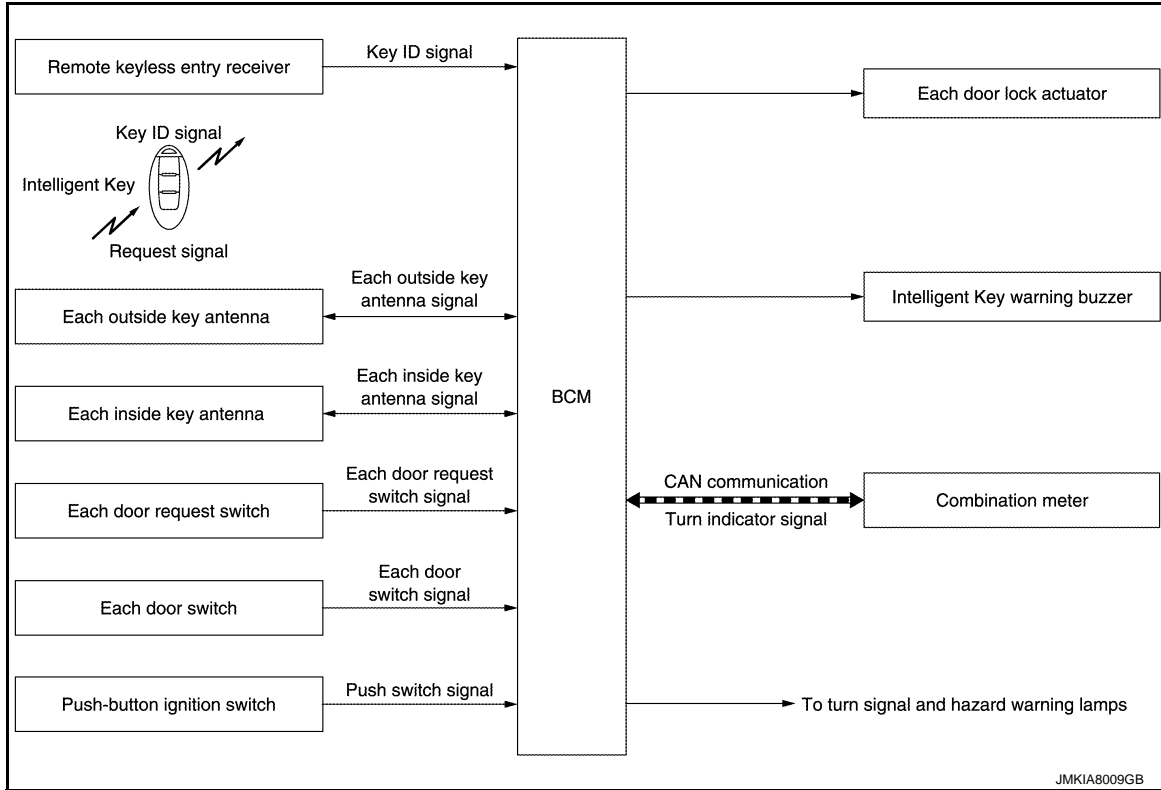 Remote keyless entry receiver
Key ID signal
Key ID signal
Intelligent Key
Request signal
Each outside key
antenna signal
Each outside key antenna
Each inside key
antenna signal
Each inside key antenna
Each door request
switch signal
Each door request switch
Each door
switch signal
Each door switch
Push switch signal
Push-button ignition switch
BCM
Each door lock actuator
Intelligent Key warning buzzer
CAN communication
Turn indicator signal
Combination meter
To turn signal and hazard warning lamps
JMKIA8009GB